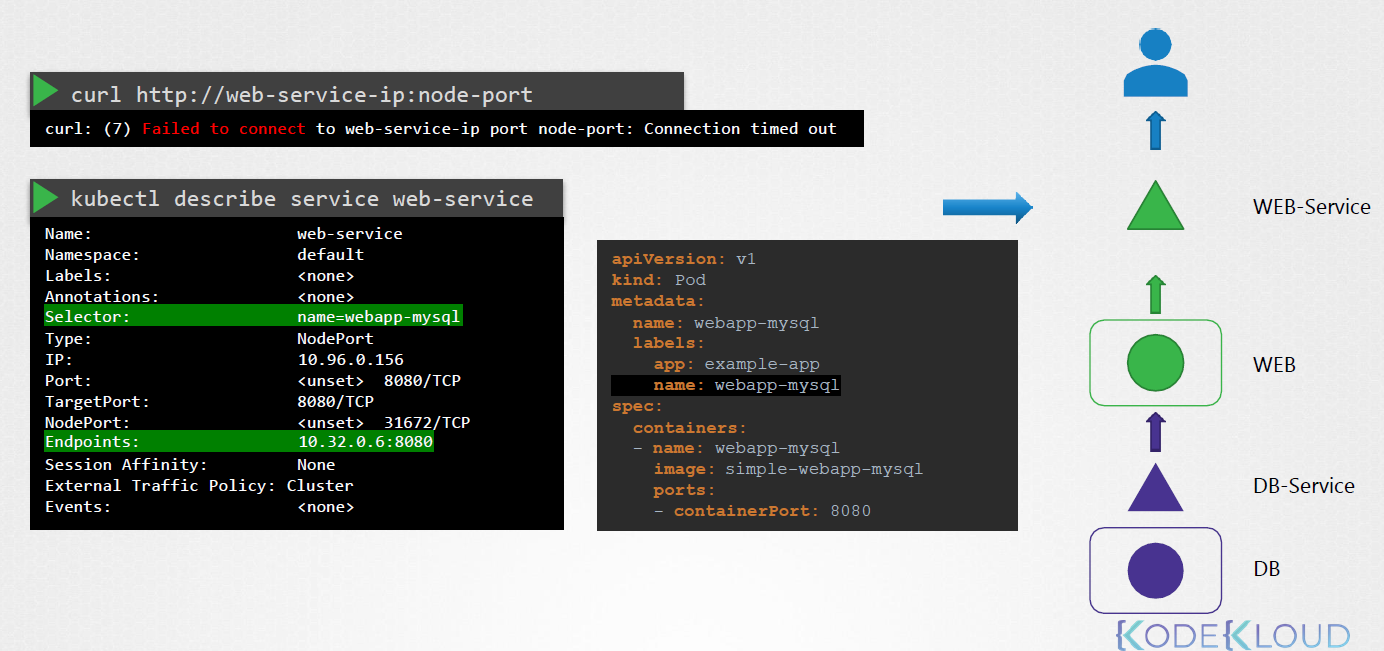 curl http://web-service-ip:node-port
curl: (7) Failed to connect to web-service-ip port node-port: Connection timed out
kubectl describe service web-service
Name: web-service
Namespace: default
Labels: <none>
Annotations: <none>
Selector: name=webapp-mysql
Type: NodePort
IP: 10.96.0.156
Port: <unset> 8080/TCP
TargetPort: 8080/TCP
NodePort: <unset> 31672/TCP
Endpoints: 10.32.0.6:8080
Session Affinity: None
External Traffic Policy: Cluster
Events: <none>
apiVersion: v1
kind: Pod
metadata:
  name: webapp-mysql
  labels:
    app: example-app
    name: webapp-mysql
spec:
  containers:
  - name: webapp-mysql
    image: simple-webapp-mysql
    ports:
    - containerPort: 8080
WEB-Service
WEB
DB-Service
DB
KODEKLOUD